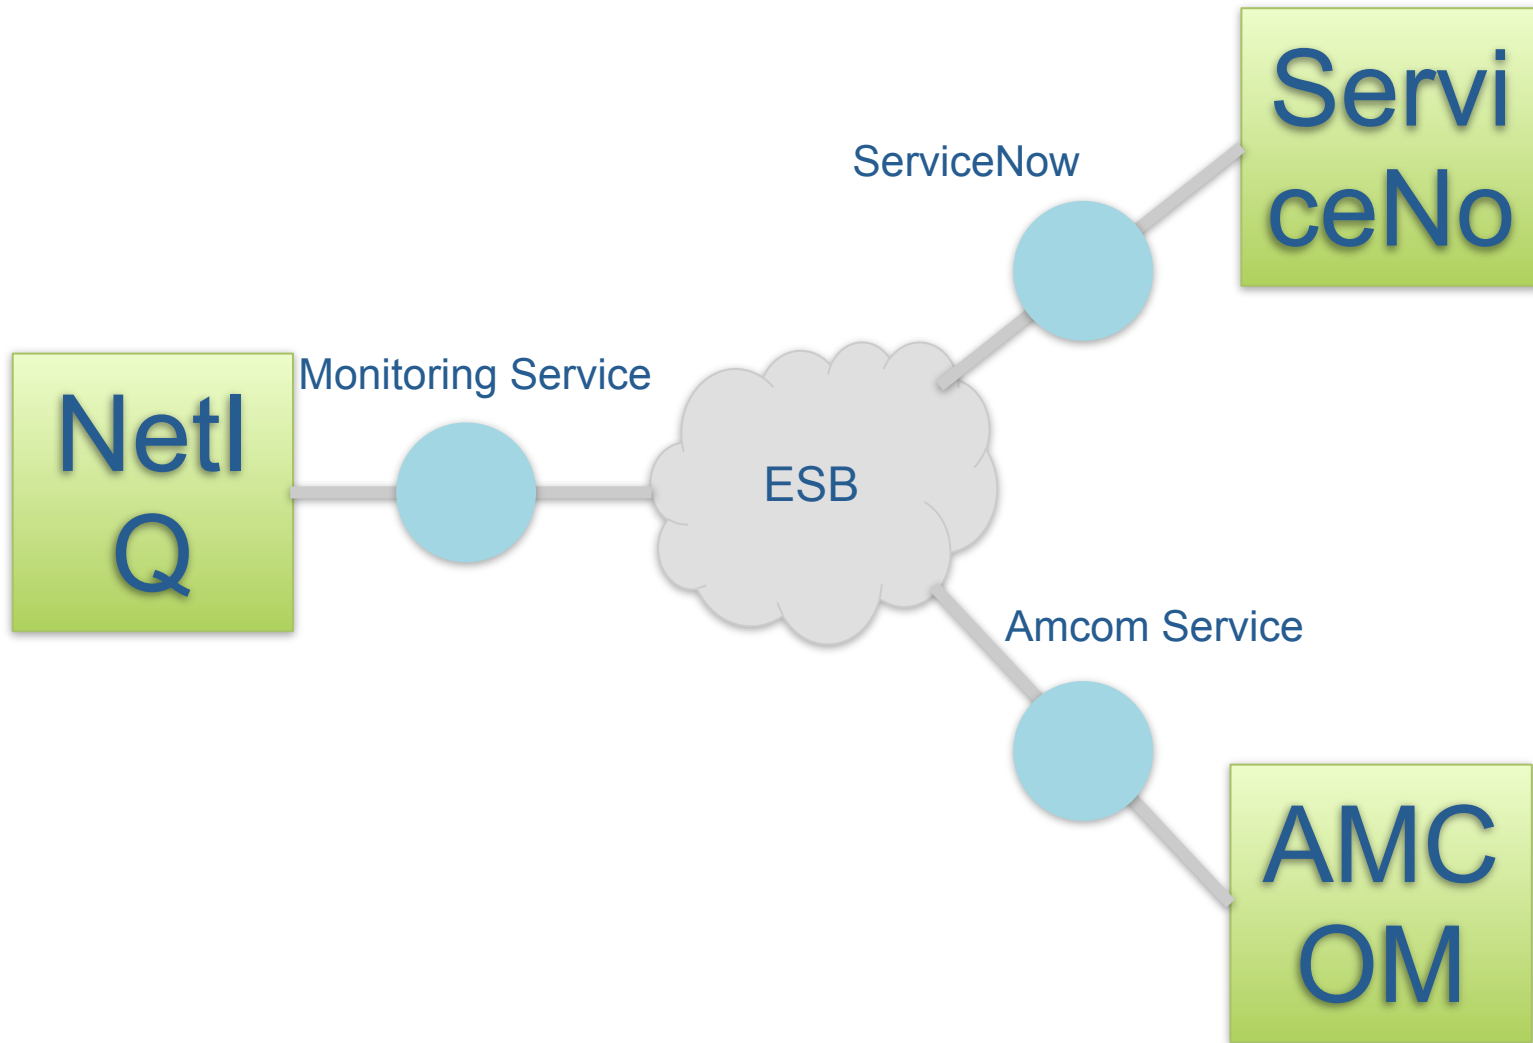 Servi
ceNo
ServiceNow
Monitoring Service
NetI
Q
ESB
Amcom Service
AMC
OM